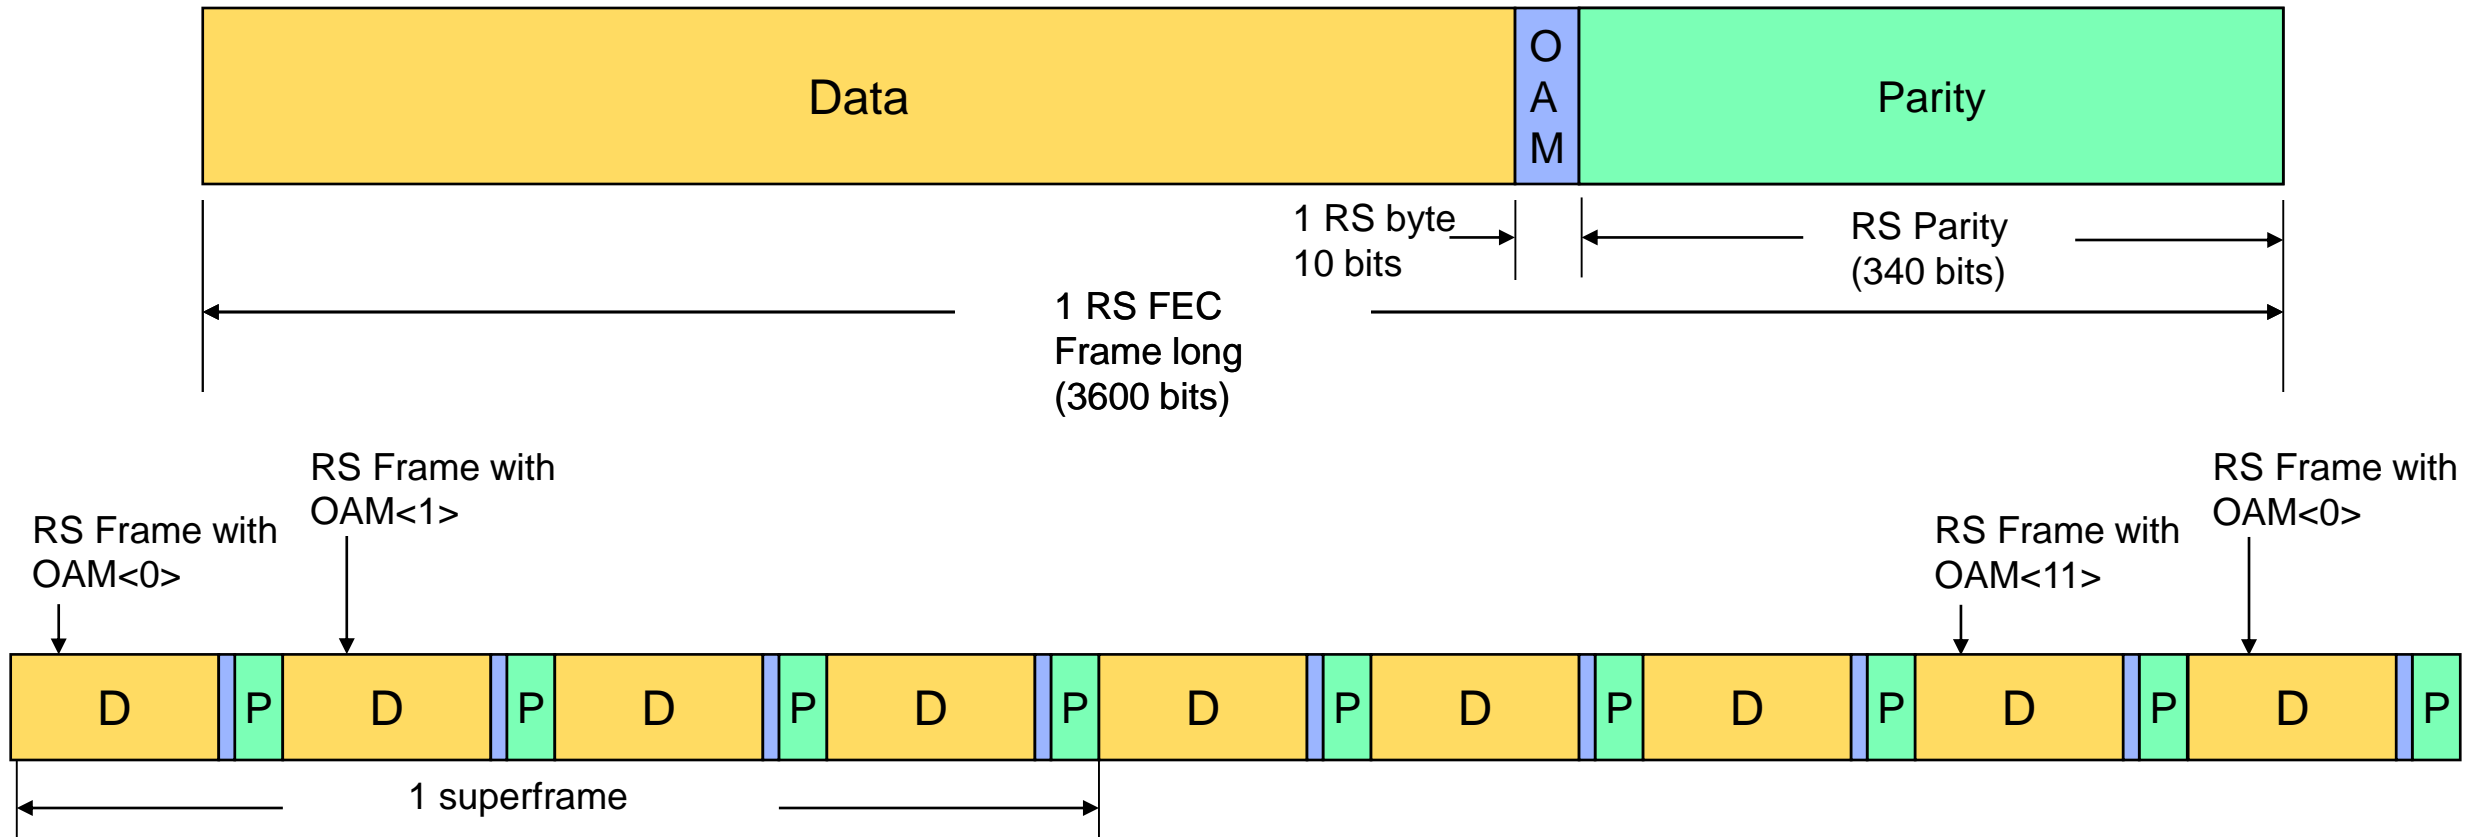 Data
O
A
M
Parity
1 RS byte
10 bits
RS Parity
(340 bits)
1 RS FEC
Frame long
(3600 bits)
RS Frame with
OAM<0>
RS Frame with
OAM<1>
RS Frame with
OAM<11>
RS Frame with
OAM<0>
D P D P D P D P D P D P D P D P D P
1 superframe